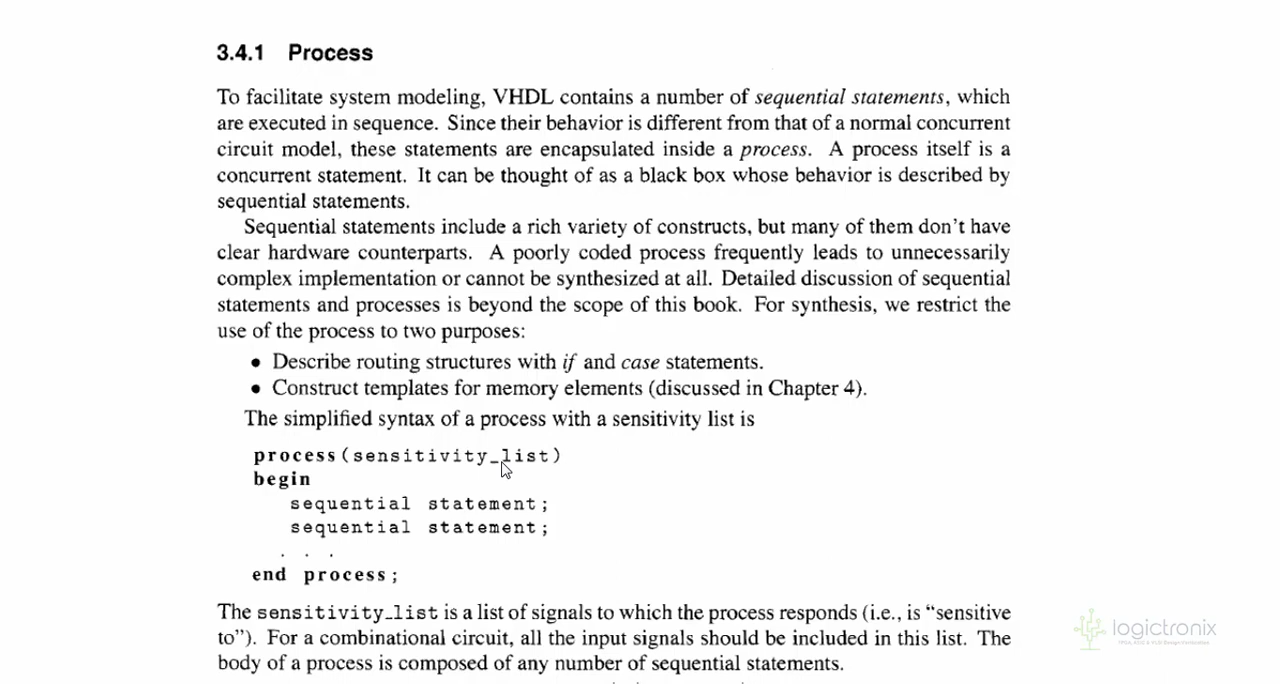 3.4.1 Process
To facilitate system modeling, VHDL contains a number of sequential statements, which
are executed in sequence. Since their behavior is different from that of a normal concurrent
circuit model, these statements are encapsulated inside a process. A process itself is a
concurrent statement. It can be thought of as a black box whose behavior is described by
sequential statements.
Sequential statements include a rich variety of constructs, but many of them don't have
clear hardware counterparts. A poorly coded process frequently leads to unnecessarily
complex implementation or cannot be synthesized at all. Detailed discussion of sequential
statements and processes is beyond the scope of this book. For synthesis, we restrict the
use of the process to two purposes:
• Describe routing structures with if and case statements.
• Construct templates for memory elements (discussed in Chapter 4).
The simplified syntax of a process with a sensitivity list is
process(sensitivity_list)
begin
sequential statement;
sequential statement;
. . .
end process;
The sensitivity_list is a list of signals to which the process responds (i.e., is "sensitive
to"). For a combinational circuit, all the input signals should be included in this list. The
body of a process is composed of any number of sequential statements.
logictronix